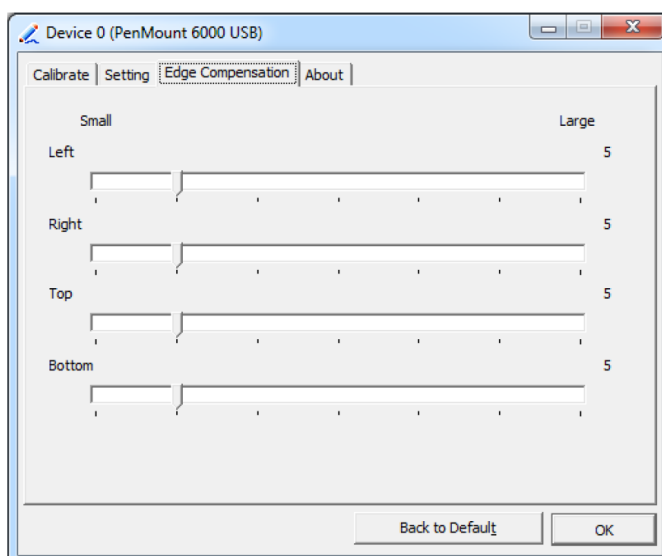 Device 0 (PenMount 6000 USB)
Calibrate Setting Edge Compensation About
Small Large
Left 5
Right 5
Top 5
Bottom 5
Back to Default OK